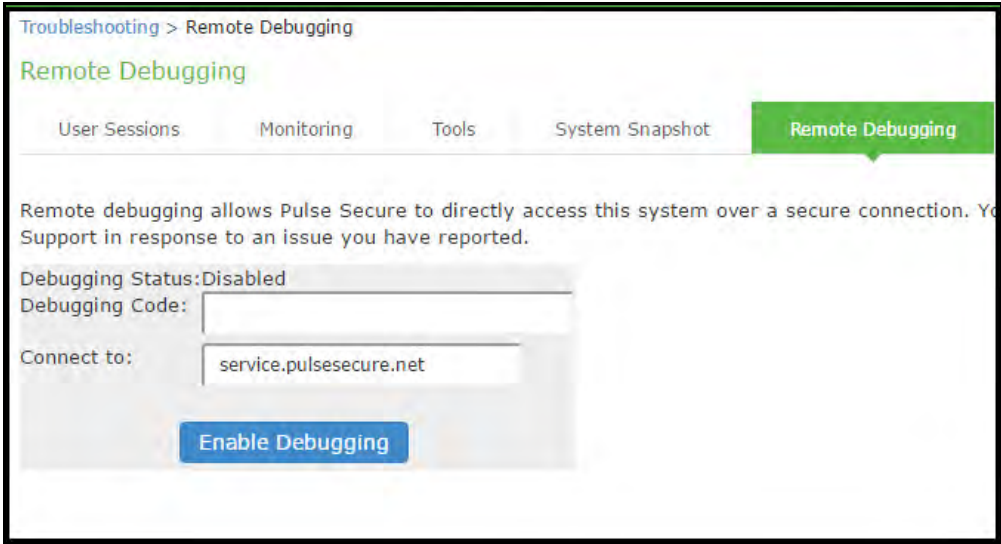 Troubleshooting > Remote Debugging
Remote Debugging
User Sessions Monitoring Tools System Snapshot Remote Debugging
Remote debugging allows Pulse Secure to directly access this system over a secure connection.
Support in response to an issue you have reported.
Debugging Status:Disabled
Debugging Code:
Connect to: service.pulsesecure.net
Enable Debugging